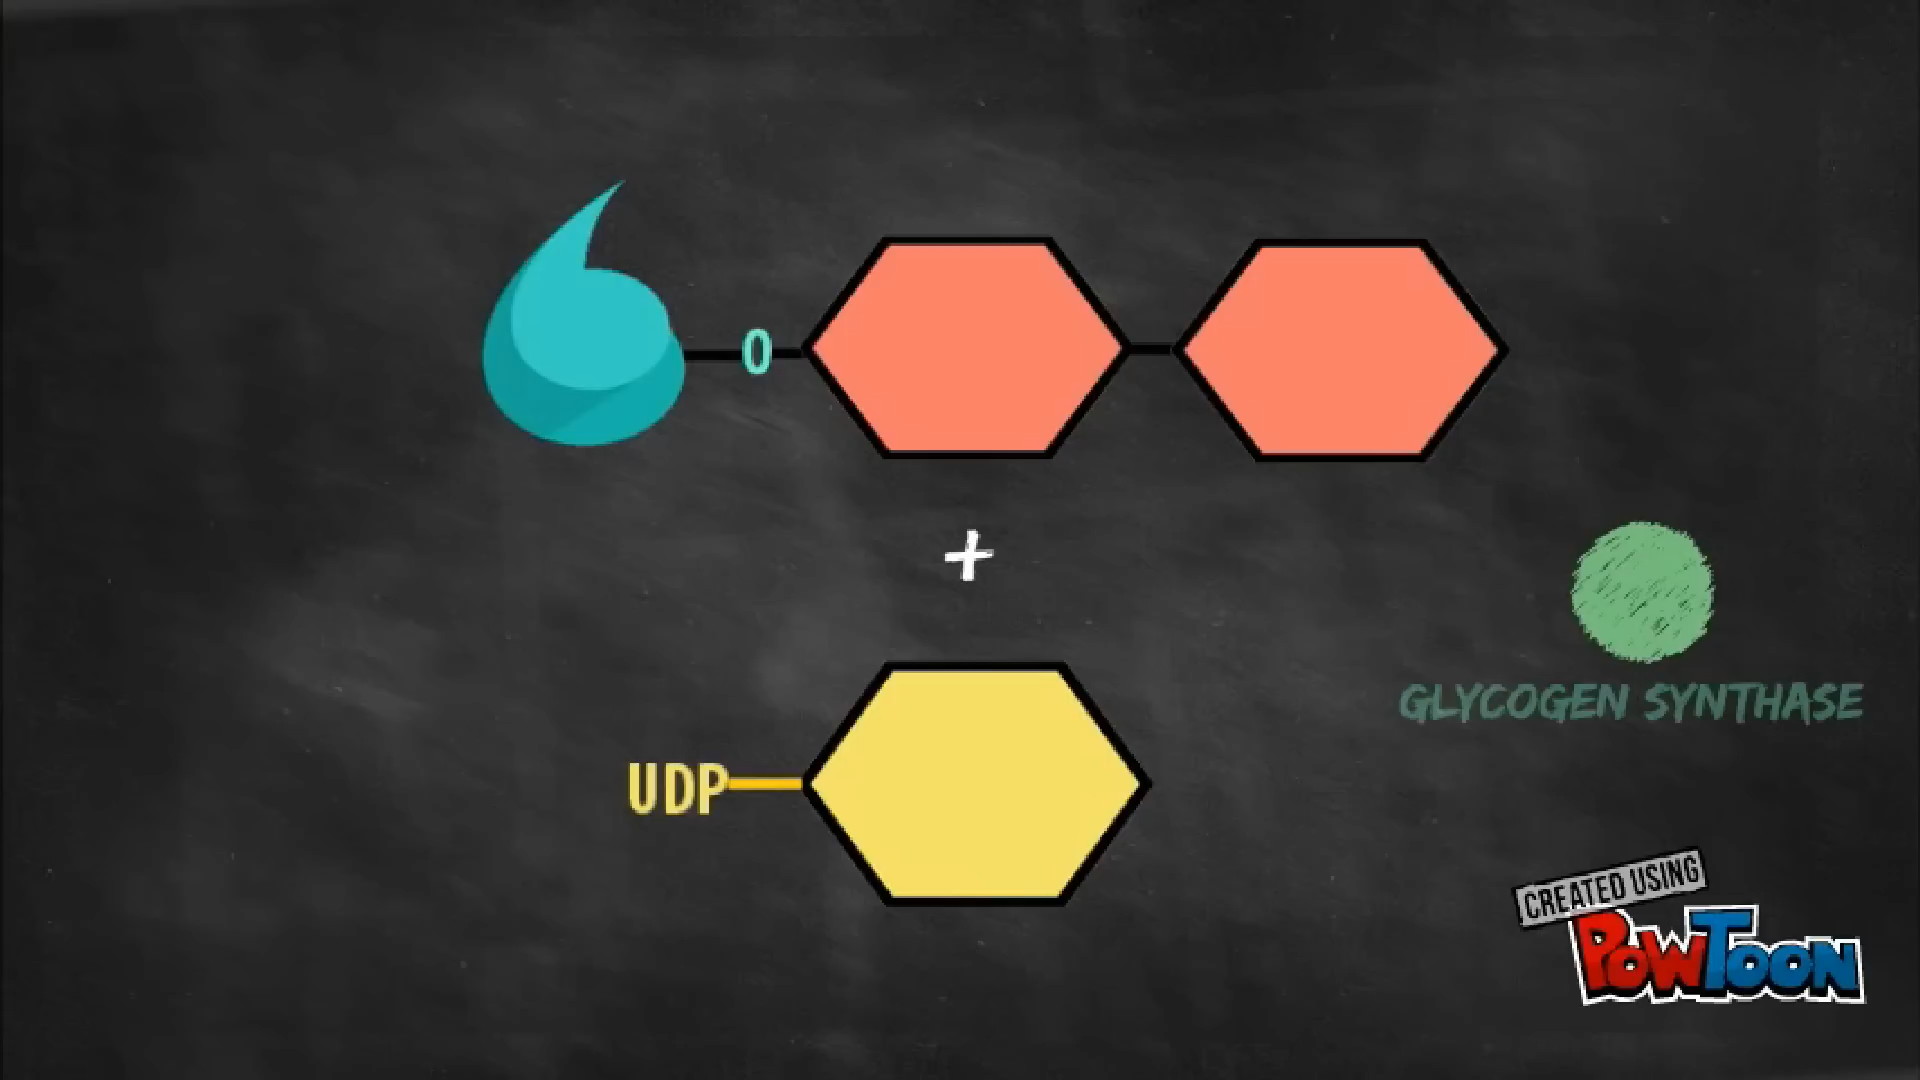 O
+
UDP
GLYCOGEN SYNTHASE
CREATED USING
POWTOON